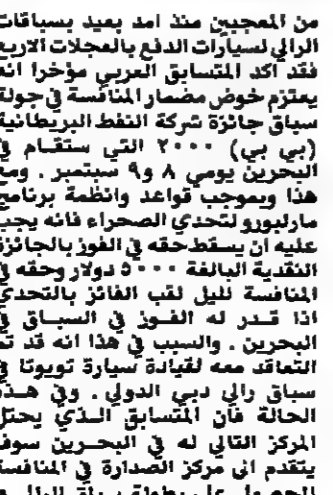 من المعجبين منذ امد بعيد بسباقات
الرالي لسيارات الدفع بالعجلات الاربع
فقد اكد المتسابق العربي مؤخرا انه
يعتزم خوض مضمار المنافسة في جولة
سباق جائزة شركة النفط البريطانية
(بي بي) ٢٠٠٠ التي ستقام في
البحرين يومي ٨ و٩ سبتمبر . ومع
هذا وبموجب قواعد وانظمة برنامج
مارلبورو لتحدي الصحراء فانه يجب
عليه ان يسقط حقه في الفوز بالجائزة
النقدية البالغة ٥٠٠٠ دولار وحقه في
المنافسة لنيل لقب الفائز بالتحدي
اذا قدر له الفوز في السباق في
البحرين . والسبب في هذا انه قد تم
التعاقد معه لقيادة سيارة تويوتا في
سباق رالي دبي الدولي . وفي هذه
الحالة فان المتسابق الذي يحتل
المركز التالي له في البحرين سوف
يتقدم الى مركز الصدارة في المنافسة